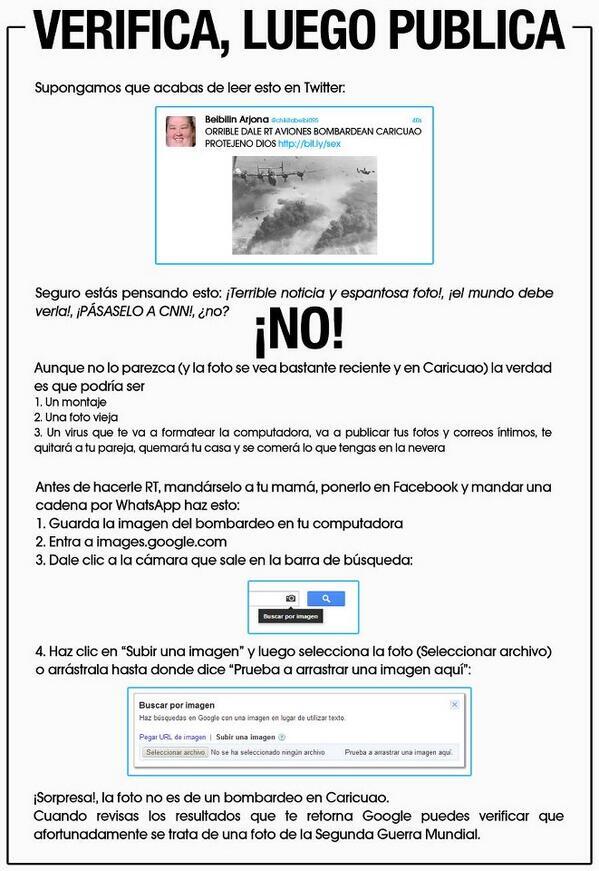 VERIFICA, LUEGO PUBLICA
Supongamos que acabas de leer esto en Twitter:
Beibilin Arjona @chikitabeibi095 40s
ORRIBLE DALE RT AVIONES BOMBARDEAN CARICUAO
PROTEJENO DIOS http://bil.ly/sex
Seguro estás pensando esto: ¡Terrible noticia y espantosa foto!, ¡el mundo debe
verla!, ¡PÁSASELO A CNN!, ¿no?
¡NO!
Aunque no lo parezca (y la foto se vea bastante reciente y en Caricuao) la verdad
es que podría ser
1. Un montaje
2. Una foto vieja
3. Un virus que te va a formatear la computadora, va a publicar tus fotos y correos íntimos, te
quitará a tu pareja, quemará tu casa y se comerá lo que tengas en la nevera
Antes de hacerle RT, mandárselo a tu mamá, ponerlo en Facebook y mandar una
cadena por WhatsApp haz esto:
1. Guarda la imagen del bombardeo en tu computadora
2. Entra a images.google.com
3. Dale clic a la cámara que sale en la barra de búsqueda:
Buscar por imagen
4. Haz clic en “Subir una imagen” y luego selecciona la foto (Seleccionar archivo)
o arrástrala hasta donde dice “Prueba a arrastrar una imagen aquí”:
Buscar por imagen
Haz búsquedas en Google con una imagen en lugar de utilizar texto.
Pegar URL de imagen | Subir una imagen ?
Seleccionar archivo No se ha seleccionado ningún archivo Prueba a arrastrar una imagen aquí.
¡Sorpresa!, la foto no es de un bombardeo en Caricuao.
Cuando revisas los resultados que te retorna Google puedes verificar que
afortunadamente se trata de una foto de la Segunda Guerra Mundial.